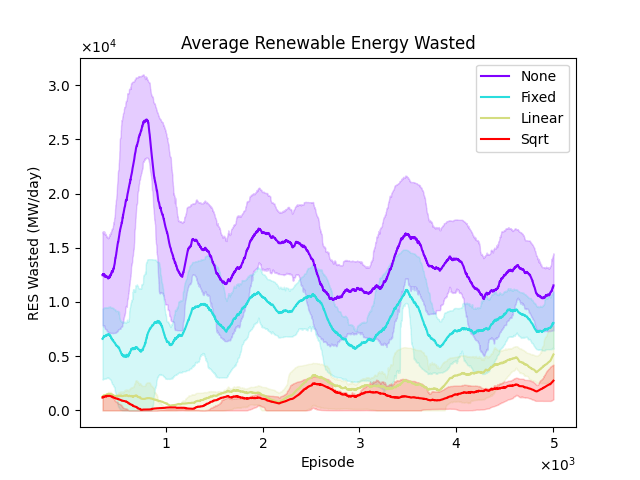 Average Renewable Energy Wasted
×10⁴
3.0
2.5
2.0
1.5
1.0
0.5
0.0
RES Wasted (MW/day)
None
Fixed
Linear
Sqrt
1
2
3
4
5
Episode
×10³